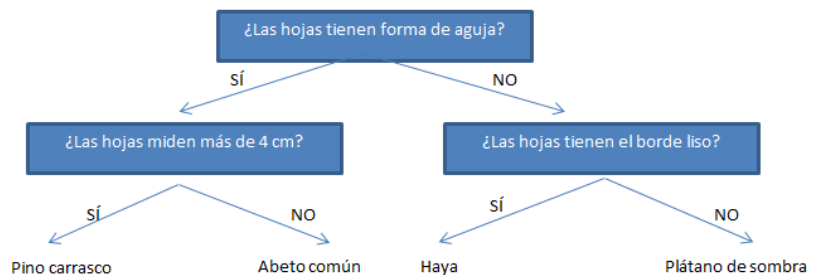 ¿Las hojas tienen forma de aguja?
SÍ
NO
¿Las hojas miden más de 4 cm?
¿Las hojas tienen el borde liso?
SÍ
NO
SÍ
NO
Pino carrasco
Abeto común
Haya
Plátano de sombra